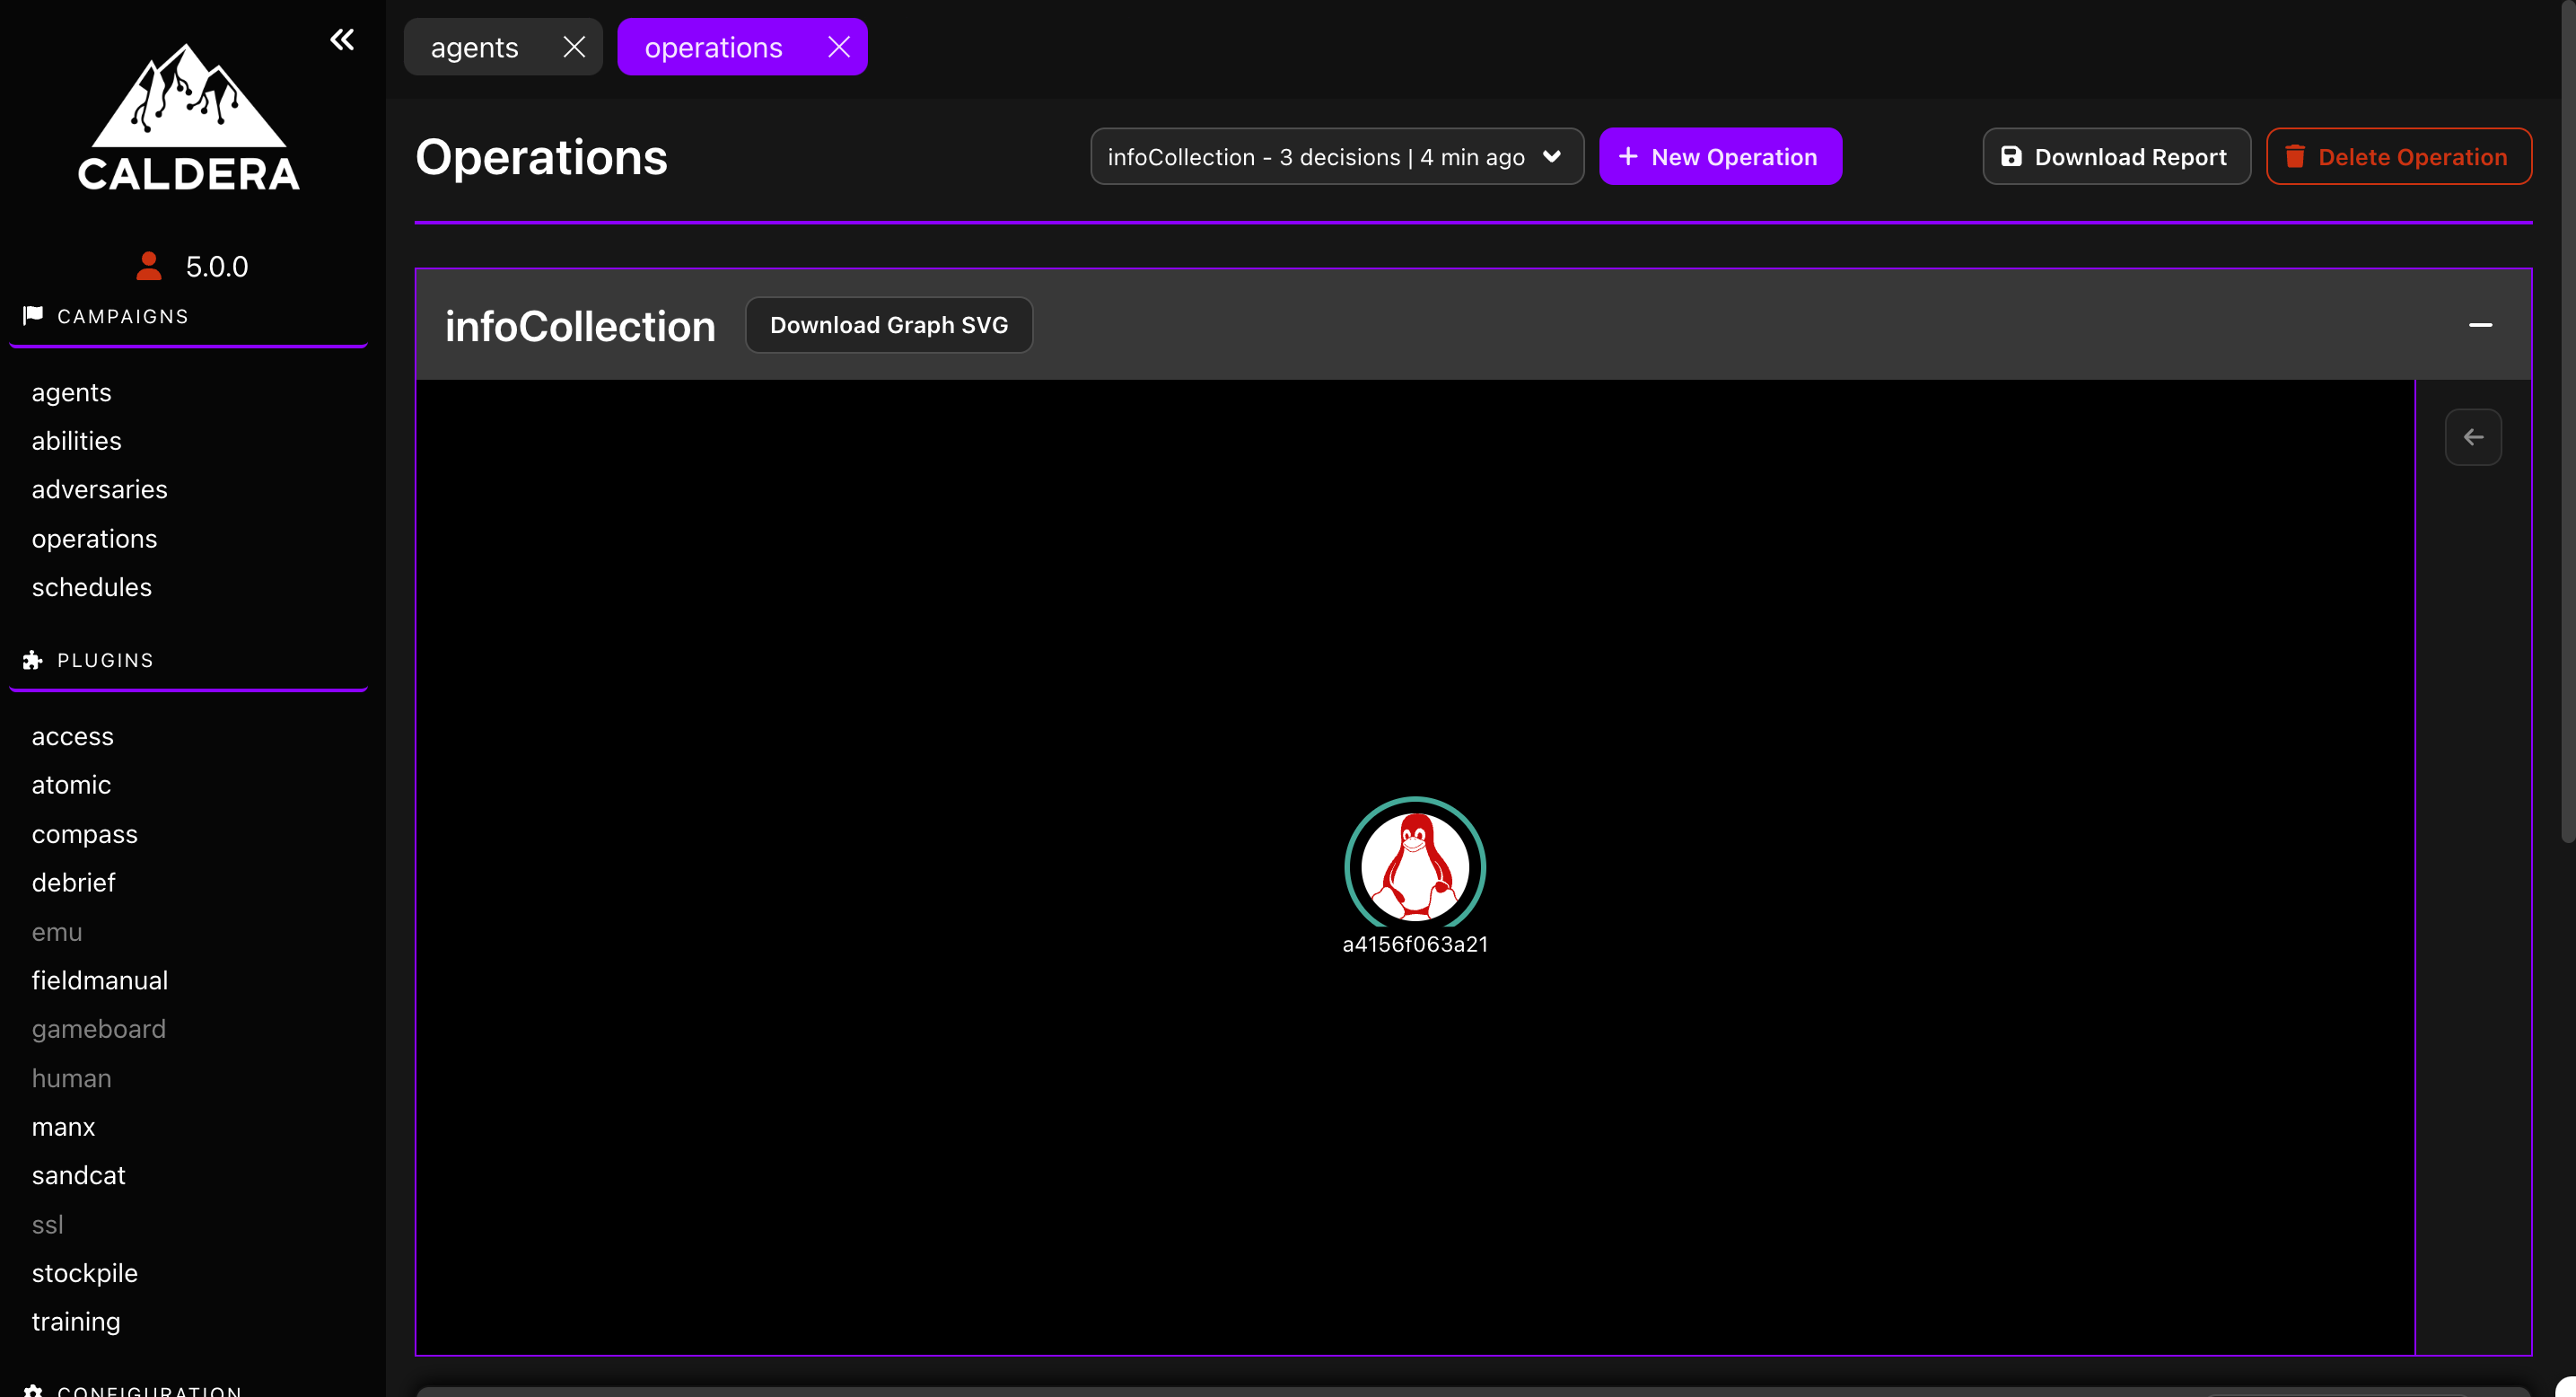 CALDERA
5.0.0
CAMPAIGNS
agents
abilities
adversaries
operations
schedules
PLUGINS
access
atomic
compass
debrief
emu
fieldmanual
gameboard
human
manx
sandcat
ssl
stockpile
training
CONFIGURATION
agents
operations
Operations
infoCollection - 3 decisions | 4 min ago
New Operation
Download Report
Delete Operation
infoCollection
Download Graph SVG
a4156f063a21